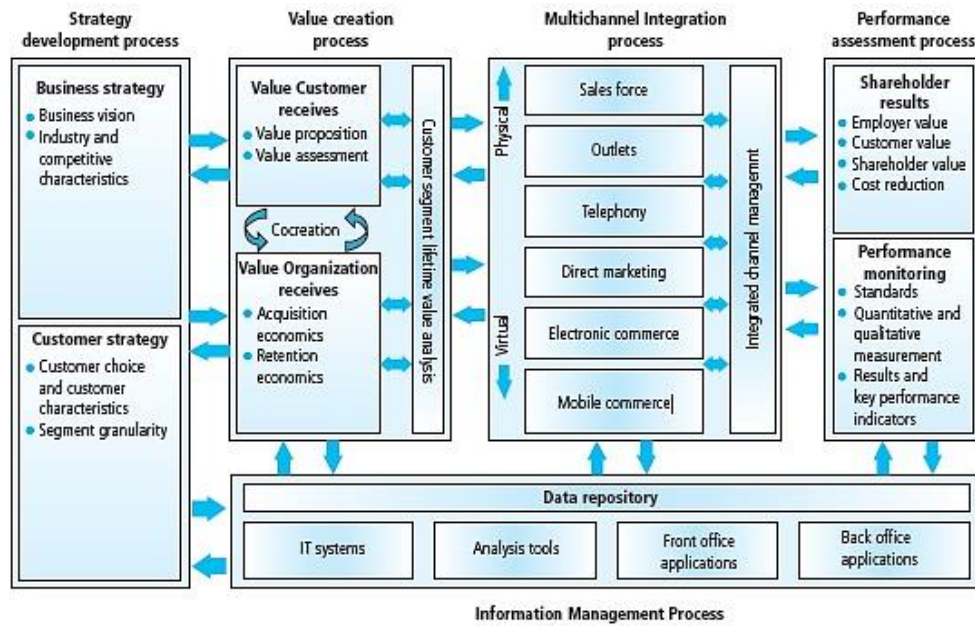 Strategy
development process
Business strategy
Business vision
Industry and
competitive
characteristics
Customer strategy
Customer choice
and customer
characteristics
Segment granularity
Value creation
process
Value Customer
receives
Value proposition
Value assessment
Cocreation
Value Organization
receives
Acquisition
economics
Retention
economics
Customer segment lifetime value analysis
Multichannel Integration
process
Physical
Virtual
Sales force
Outlets
Telephony
Direct marketing
Electronic commerce
Mobile commerce
Integrated channel managemnt
Performance
assessment process
Shareholder
results
Employer value
Customer value
Shareholder value
Cost reduction
Performance
monitoring
Standards
Quantitative and
qualitative
measurement
Results and
key performance
indicators
Data repository
IT systems
Analysis tools
Front office
applications
Back office
applications
Information Management Process